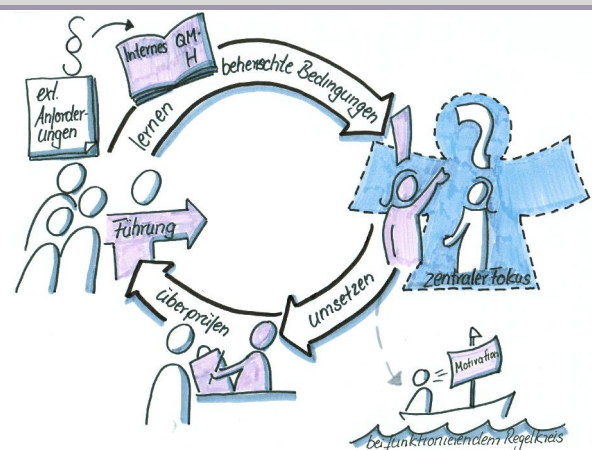 §
Internes QM-
H
ext.
Anforder-
ungen
lernen
beherrschte Bedingungen
Führung
zentraler Fokus
umsetzen
überprüfen
Motivation
bei funktionierendem Regelkreis